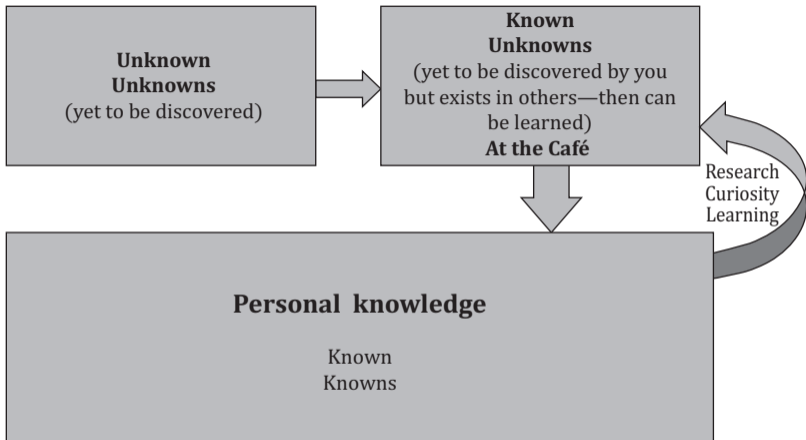 Unknown
Unknowns
(yet to be discovered)
Known
Unknowns
(yet to be discovered by you
but exists in others—then can
be learned)
At the Café
Research
Curiosity
Learning
Personal knowledge
Known
Knowns